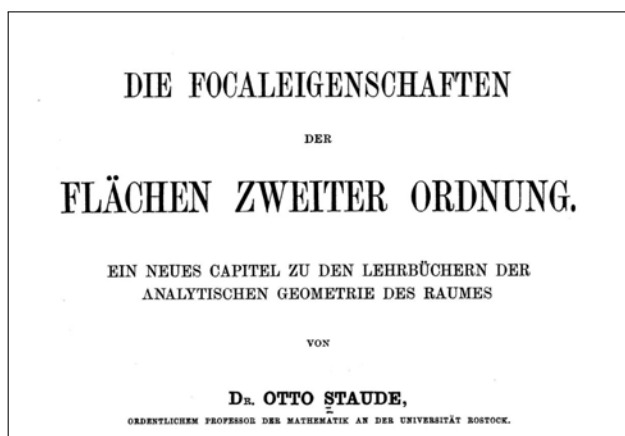 DIE FOCALEIGENSCHAFTEN
DER
FLÄCHEN ZWEITER ORDNUNG.
EIN NEUES CAPITEL ZU DEN LEHRBÜCHERN DER
ANALYTISCHEN GEOMETRIE DES RAUMES
VON
DR. OTTO STAUDE,
ORDENTLICHEM PROFESSOR DER MATHEMATIK AN DER UNIVERSITÄT ROSTOCK.